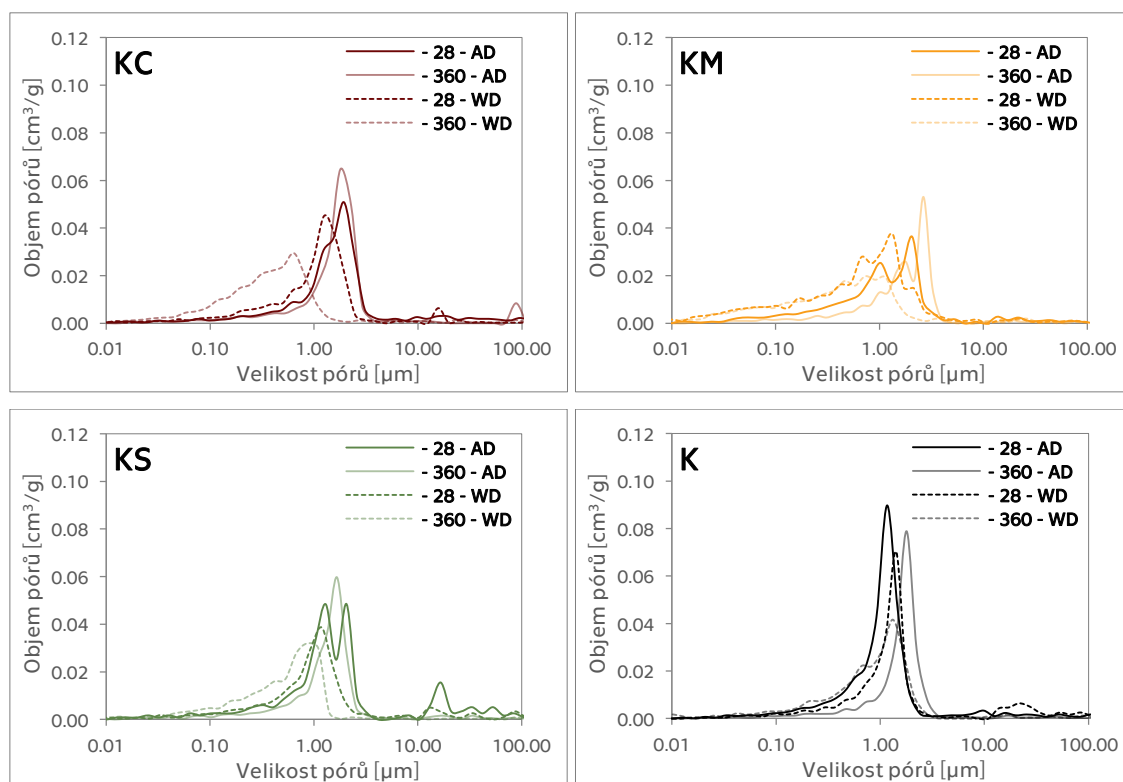 KC
- 28 - AD
- 360 - AD
- 28 - WD
- 360 - WD
Objem pórů [cm³/g]
0.12
0.10
0.08
0.06
0.04
0.02
0.00
0.01 0.10 1.00 10.00 100.00
Velikost pórů [µm]
KM
- 28 - AD
- 360 - AD
- 28 - WD
- 360 - WD
Objem pórů [cm³/g]
0.12
0.10
0.08
0.06
0.04
0.02
0.00
0.01 0.10 1.00 10.00 100.00
Velikost pórů [µm]
KS
- 28 - AD
- 360 - AD
- 28 - WD
- 360 - WD
Objem pórů [cm³/g]
0.12
0.10
0.08
0.06
0.04
0.02
0.00
0.01 0.10 1.00 10.00 100.00
Velikost pórů [µm]
K
- 28 - AD
- 360 - AD
- 28 - WD
- 360 - WD
Objem pórů [cm³/g]
0.12
0.10
0.08
0.06
0.04
0.02
0.00
0.01 0.10 1.00 10.00 100.00
Velikost pórů [µm]